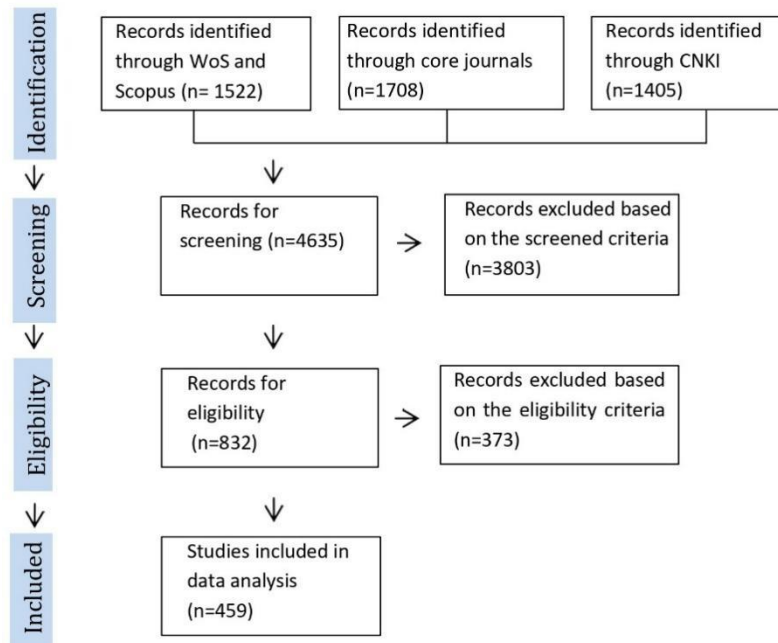 Identification
Records identified
through WoS and
Scopus (n= 1522)
Records identified
through core journals
(n=1708)
Records identified
through CNKI
(n=1405)
Screening
Records for
screening (n=4635)
Records excluded based
on the screened criteria
(n=3803)
Eligibility
Records for
eligibility
(n=832)
Records excluded based
on the eligibility criteria
(n=373)
Included
Studies included in
data analysis
(n=459)